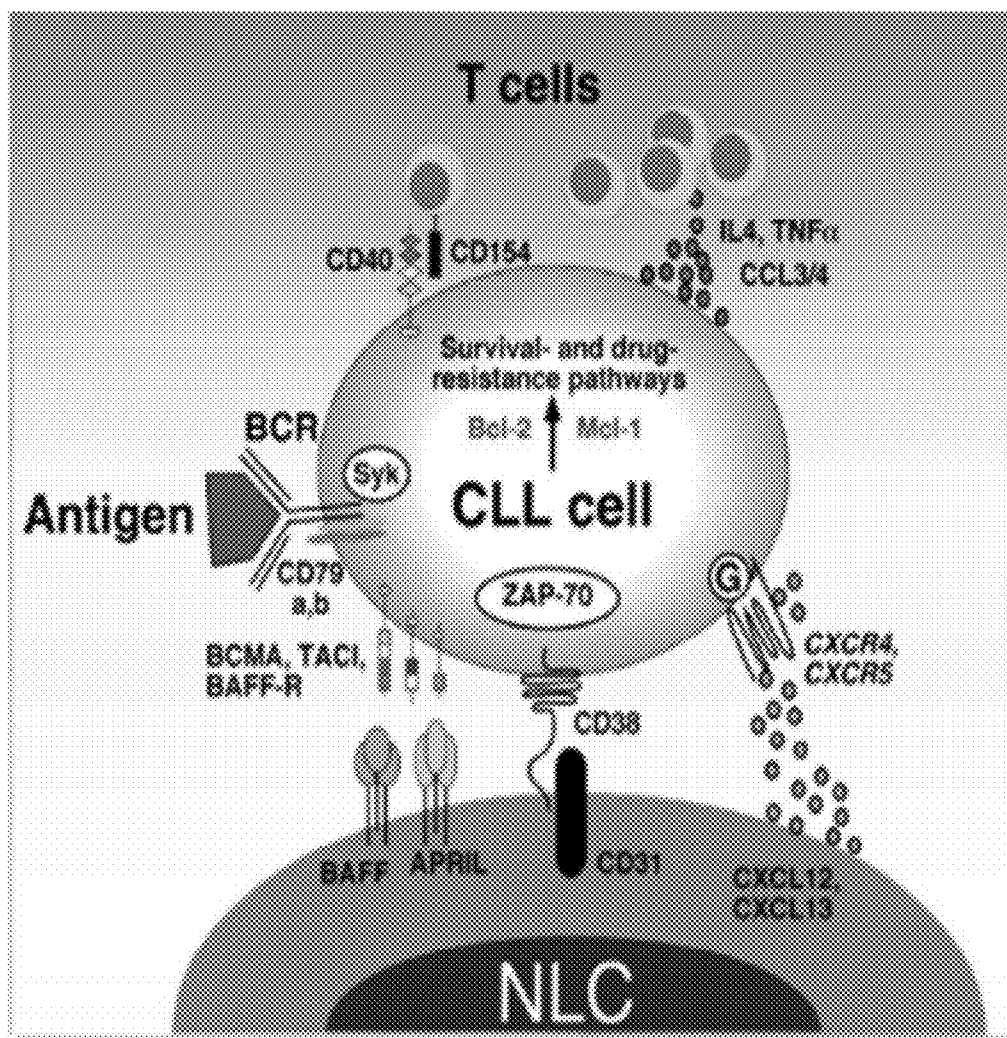 T cells
IL4, TNFα
CCL3/4
CD40
CD154
Survival- and drug-
resistance pathways
Bcl-2
Mcl-1
BCR
Syk
Antigen
CLL cell
CD79
a,b
ZAP-70
G
BCMA, TACI,
BAFF-R
CXCR4,
CXCR5
CD38
BAFF
APRIL
CD31
CXCL12,
CXCL13
NLC